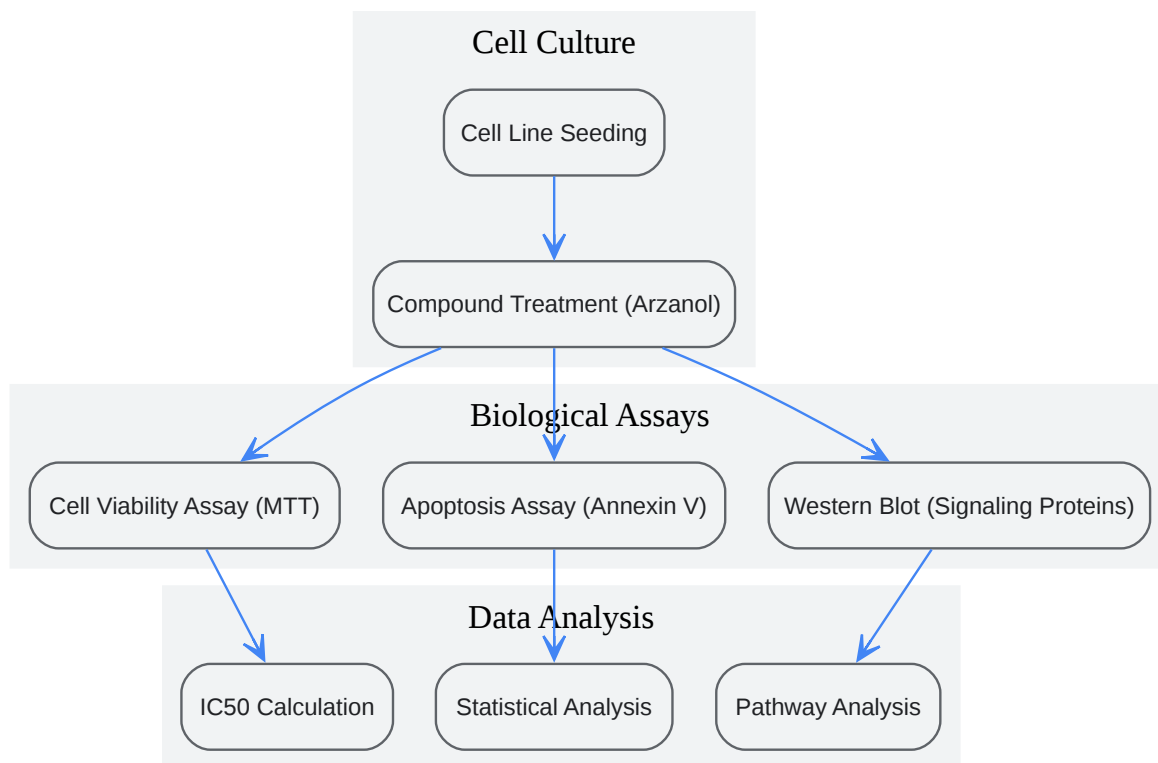 Cell Culture
Cell Line Seeding
Compound Treatment (Arzanol)
Biological Assays
Cell Viability Assay (MTT)
Apoptosis Assay (Annexin V)
Western Blot (Signaling Proteins)
Data Analysis
IC50 Calculation
Statistical Analysis
Pathway Analysis